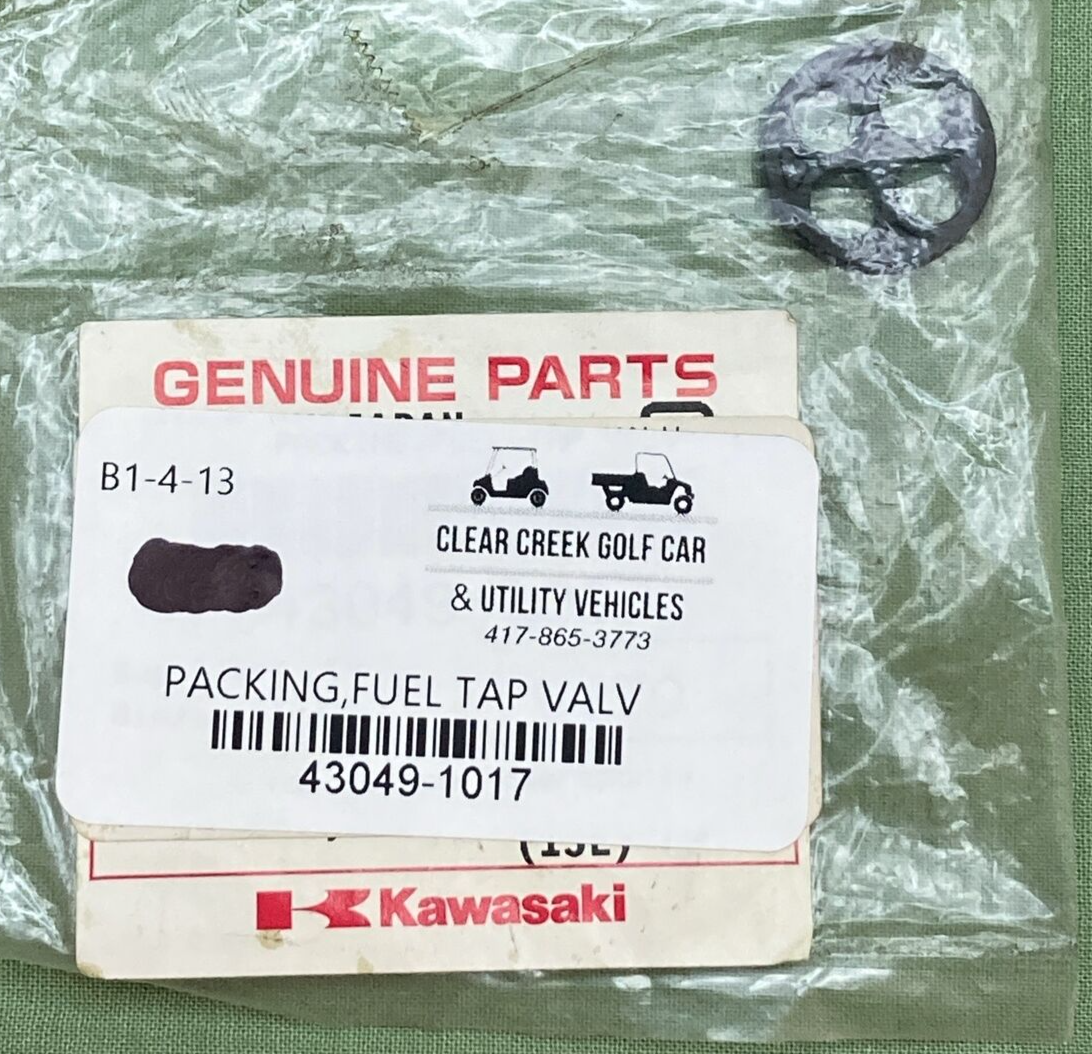 GENUINE PARTS
JAPAN
B1-4-13
CLEAR CREEK GOLF CAR
& UTILITY VEHICLES
417-865-3773
PACKING,FUEL TAP VALV
43049-1017
Kawasaki